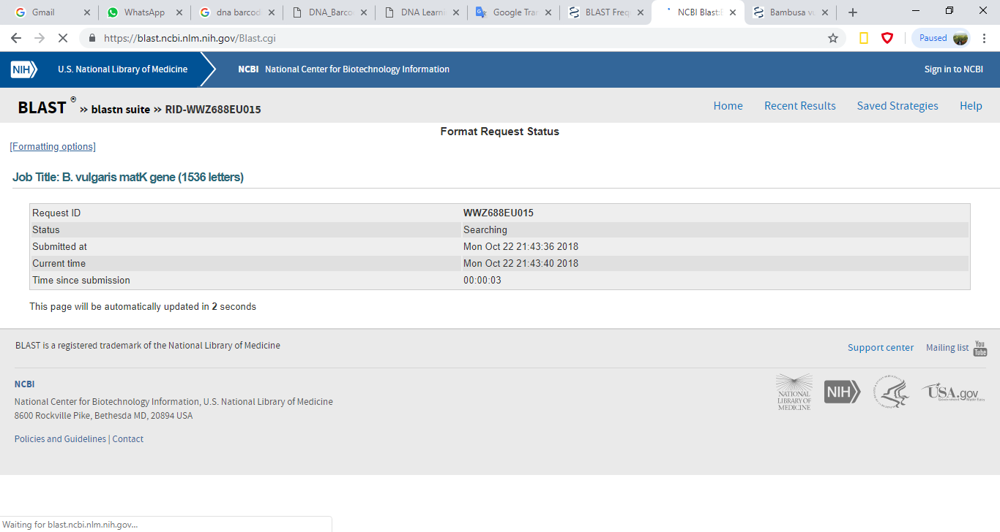 Gmail WhatsApp dna barcod DNA_Barco DNA Learni Google Tran BLAST Freq NCBI Blast:B Bambusa vu
https://blast.ncbi.nlm.nih.gov/Blast.cgi Paused
NIH U.S. National Library of Medicine NCBI National Center for Biotechnology Information Sign in to NCBI
BLAST ® » blastn suite » RID-WWZ688EU015 Home Recent Results Saved Strategies Help
Format Request Status
[Formatting options]
Job Title: B. vulgaris matK gene (1536 letters)
Request ID WWZ688EU015
Status Searching
Submitted at Mon Oct 22 21:43:36 2018
Current time Mon Oct 22 21:43:40 2018
Time since submission 00:00:03
This page will be automatically updated in 2 seconds
BLAST is a registered trademark of the National Library of Medicine Support center Mailing list You Tube
NCBI
National Center for Biotechnology Information, U.S. National Library of Medicine
8600 Rockville Pike, Bethesda MD, 20894 USA
Policies and Guidelines | Contact
NATIONAL
LIBRARY OF
MEDICINE
NIH
USA.gov
Government Made Easy
Waiting for blast.ncbi.nlm.nih.gov...